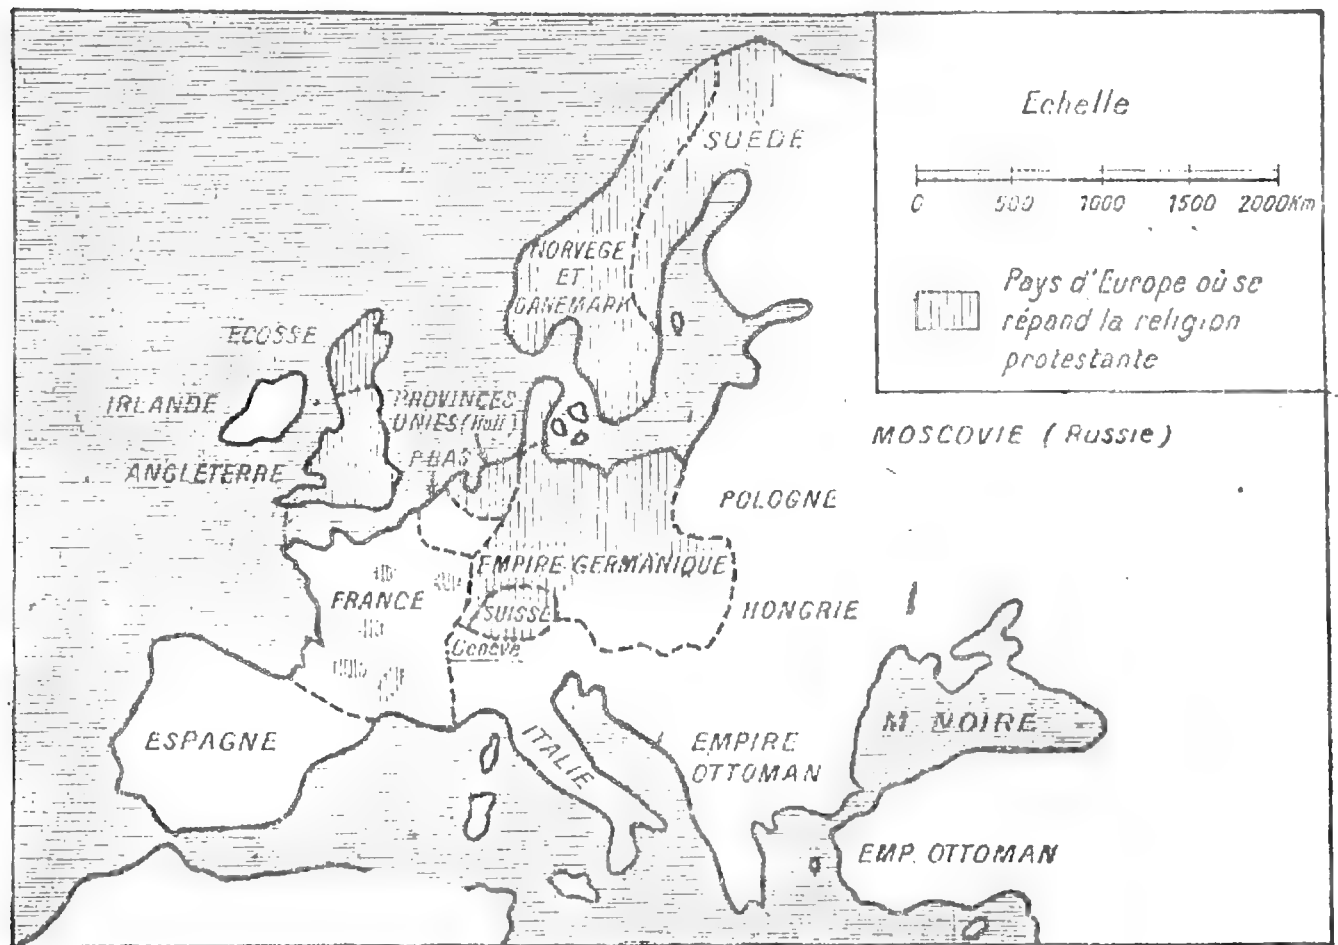 Echelle
0 500 1000 1500 2000Km
Pays d'Europe où se
répand la religion
protestante
SUÈDE
NORVEGE
ET
DANEMARK
ECOSSE
IRLANDE
ANGLETERRE
PROVINCES
UNIES (Holl)
P-BAS
MOSCOVIE (Russie)
POLOGNE
EMPIRE GERMANIQUE
FRANCE
SUISSE
HONGRIE
Genève
ESPAGNE
ITALIE
EMPIRE
OTTOMAN
M. NOIRE
EMP. OTTOMAN